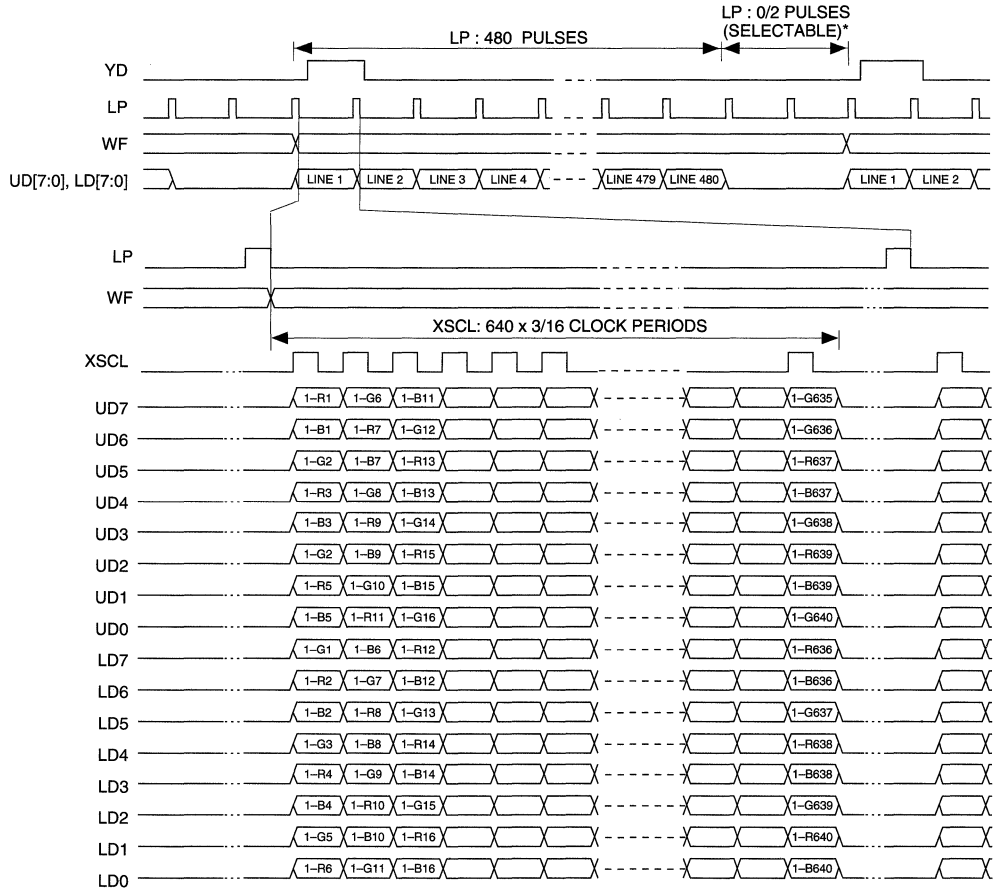 LP : 0/2 PULSES
(SELECTABLE)*
LP : 480 PULSES
YD
LP
WF
UD[7:0], LD[7:0] LINE 1 LINE 2 LINE 3 LINE 4 LINE 479 LINE 480 LINE 1 LINE 2
LP
WF
XSCL: 640 x 3/16 CLOCK PERIODS
XSCL
UD7 1–R1 1–G6 1–B11 1–G635
UD6 1–B1 1–R7 1–G12 1–G636
UD5 1–G2 1–B7 1–R13 1–R637
UD4 1–R3 1–G8 1–B13 1–B637
UD3 1–B3 1–R9 1–G14 1–G638
UD2 1–G2 1–B9 1–R15 1–R639
UD1 1–R5 1–G10 1–B15 1–B639
UD0 1–B5 1–R11 1–G16 1–G640
LD7 1–G1 1–B6 1–R12 1–R636
LD6 1–R2 1–G7 1–B12 1–B636
LD5 1–B2 1–R8 1–G13 1–G637
LD4 1–G3 1–B8 1–R14 1–R638
LD3 1–R4 1–G9 1–B14 1–B638
LD2 1–B4 1–R10 1–G15 1–G639
LD1 1–G5 1–B10 1–R16 1–R640
LD0 1–R6 1–G11 1–B16 1–B640